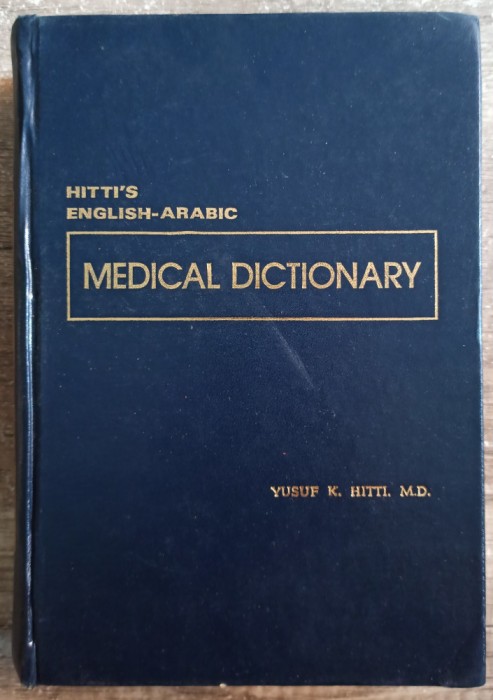 HITTI'S
ENGLISH-ARABIC
MEDICAL DICTIONARY
YUSUF K. HITTI. M.D.